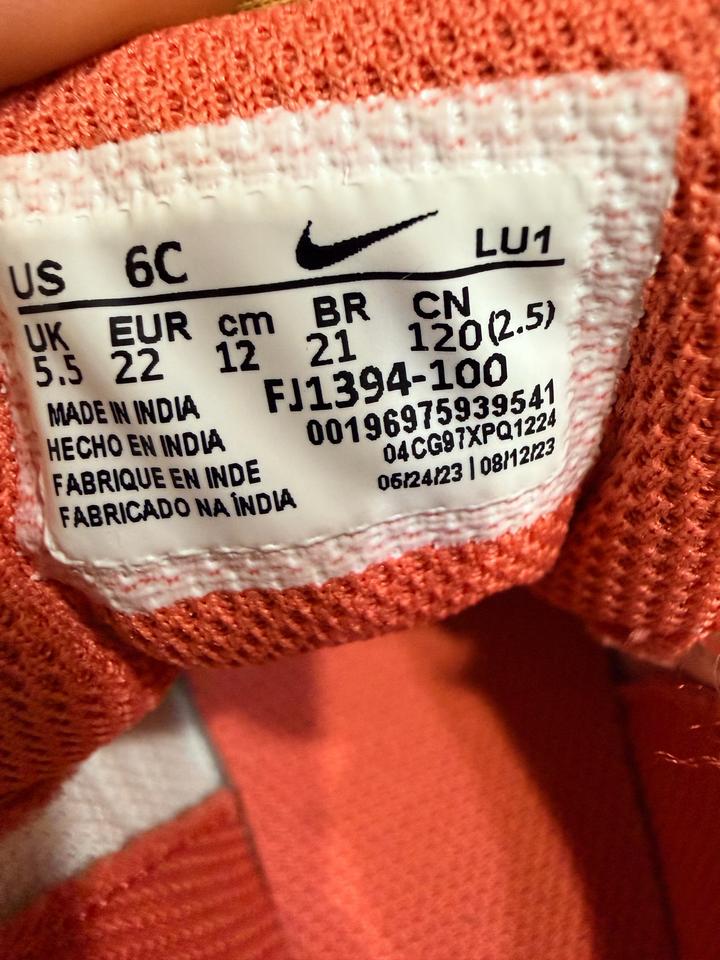 US 6C LU1
UK EUR cm BR CN
5.5 22 12 21 120(2.5)
FJ1394-100
00196975939541
04CG97XPQ1224
06/24/23 | 08/12/23
MADE IN INDIA
HECHO EN INDIA
FABRIQUE EN INDE
FABRICADO NA ÍNDIA